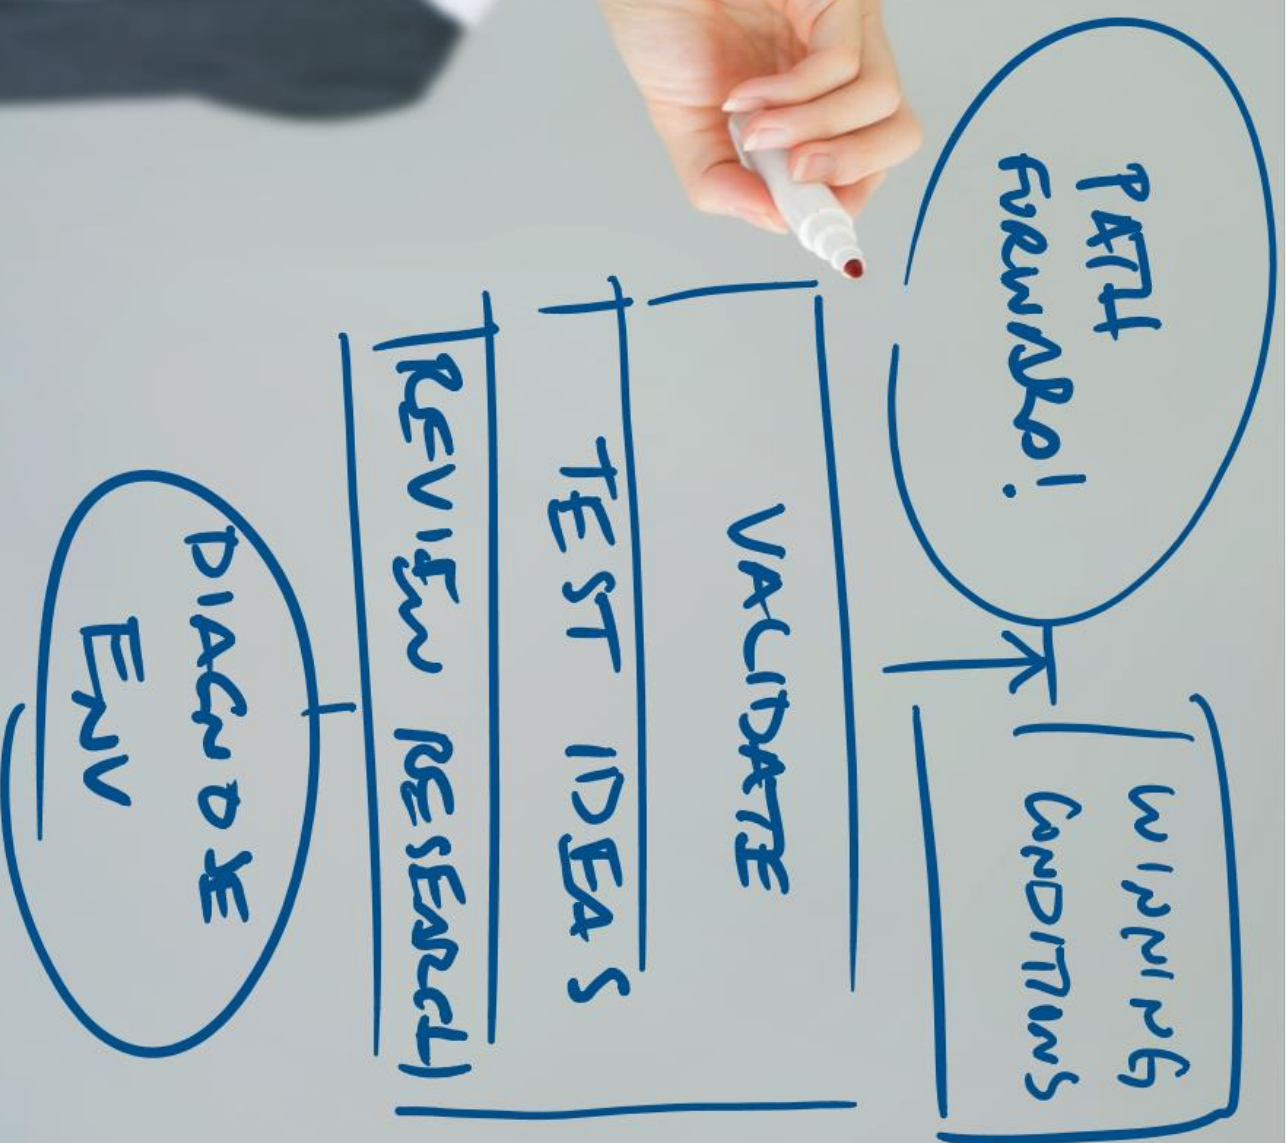 PATH
FORWARD!
WINNING
CONDITIONS
VALIDATE
TEST IDEAS
REVIEW RESEARCH
DIAGNOSE
ENV